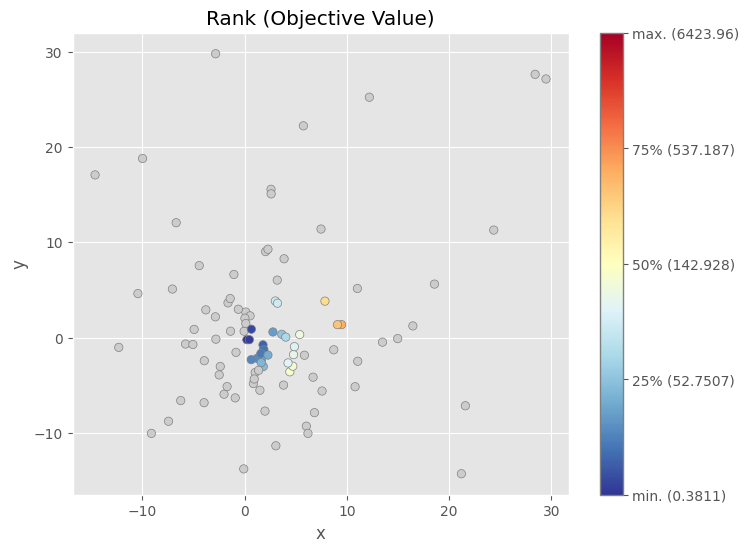 Rank (Objective Value)
30
20
10
0
−10
y
−10
0
10
20
30
x
max. (6423.96)
75% (537.187)
50% (142.928)
25% (52.7507)
min. (0.3811)